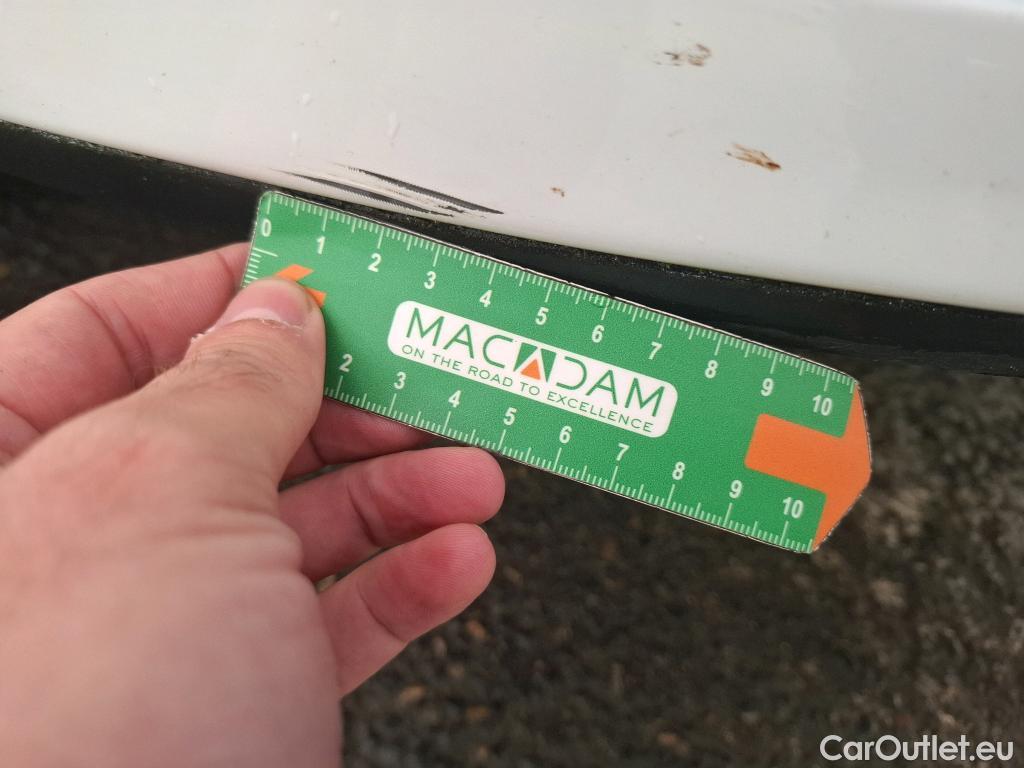 0 1 2 3 4 5 6 7 8 9 10
MACADAM
ON THE ROAD TO EXCELLENCE
2 3 4 5 6 7 8 9 10
CarOutlet.eu